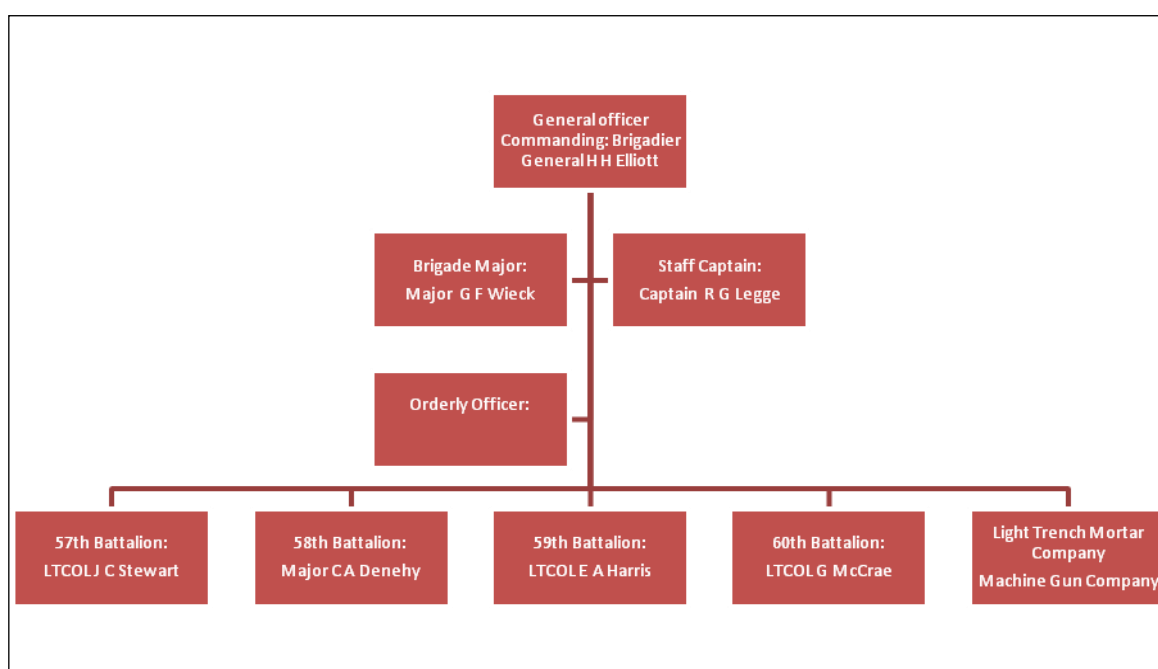 General officer
Commanding: Brigadier
General H H Elliott
Brigade Major:
Major G F Wieck
Staff Captain:
Captain R G Legge
Orderly Officer:
57th Battalion:
LTCOL J C Stewart
58th Battalion:
Major C A Denehy
59th Battalion:
LTCOL E A Harris
60th Battalion:
LTCOL G McCrae
Light Trench Mortar
Company
Machine Gun Company